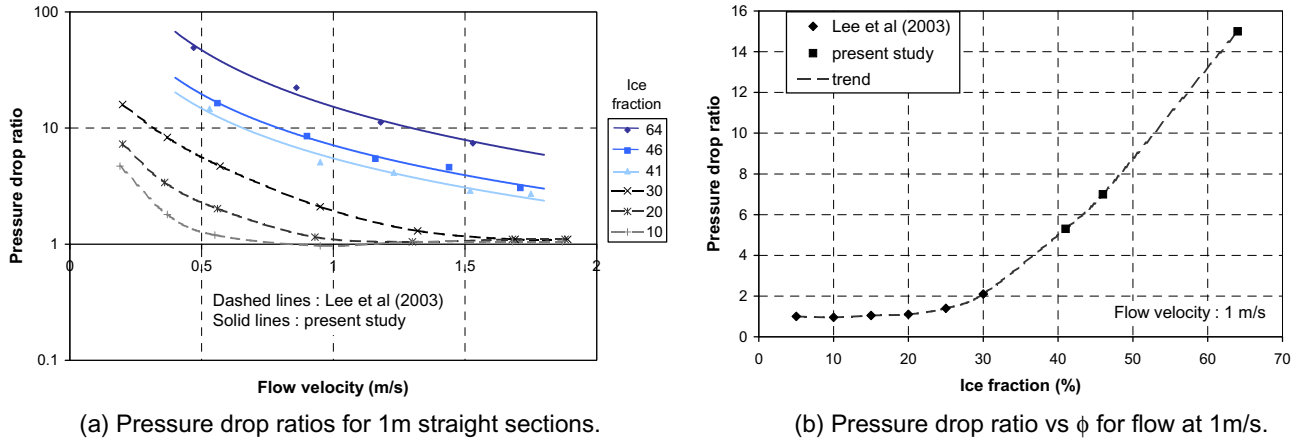 100
10
1
0.1
Pressure drop ratio
0
0.5
1
1.5
2
Dashed lines : Lee et al (2003)
Solid lines : present study
Flow velocity (m/s)
Ice
fraction
64
46
41
30
20
10
(a) Pressure drop ratios for 1m straight sections.
16
14
12
10
8
6
4
2
0
Pressure drop ratio
Lee et al (2003)
present study
trend
Flow velocity : 1 m/s
0
10
20
30
40
50
60
70
Ice fraction (%)
(b) Pressure drop ratio vs ϕ for flow at 1m/s.